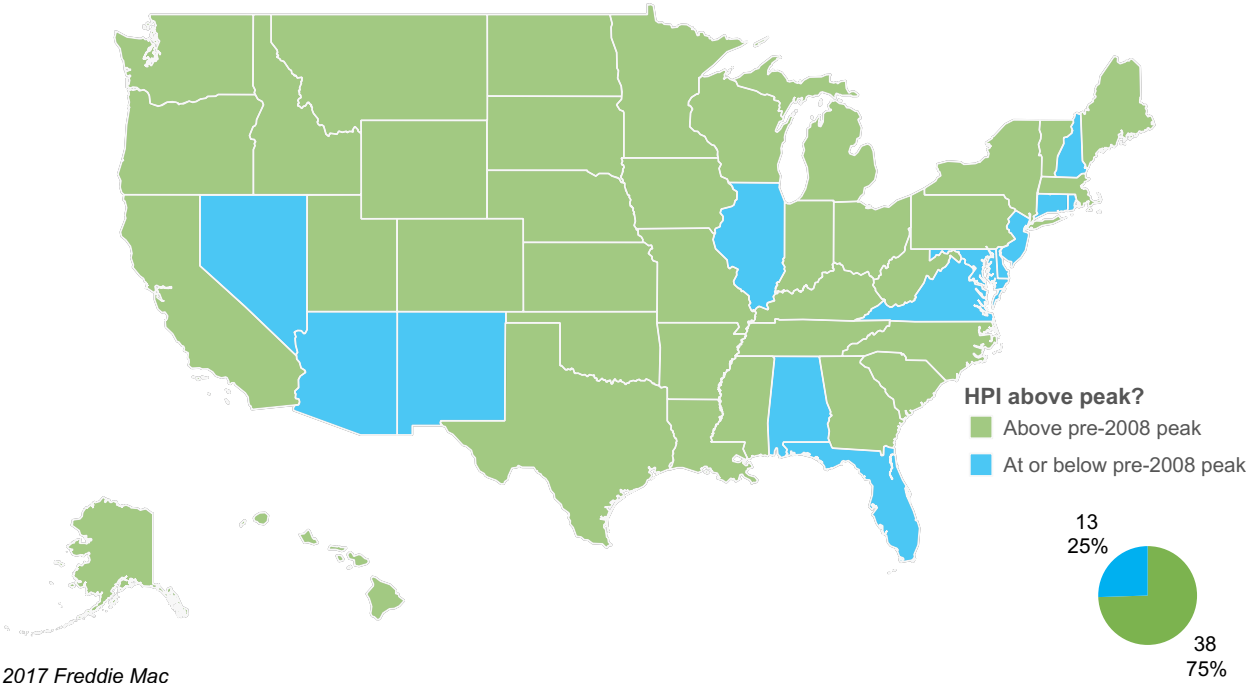 HPI above peak?
Above pre-2008 peak
At or below pre-2008 peak
13
25%
38
75%
2017 Freddie Mac